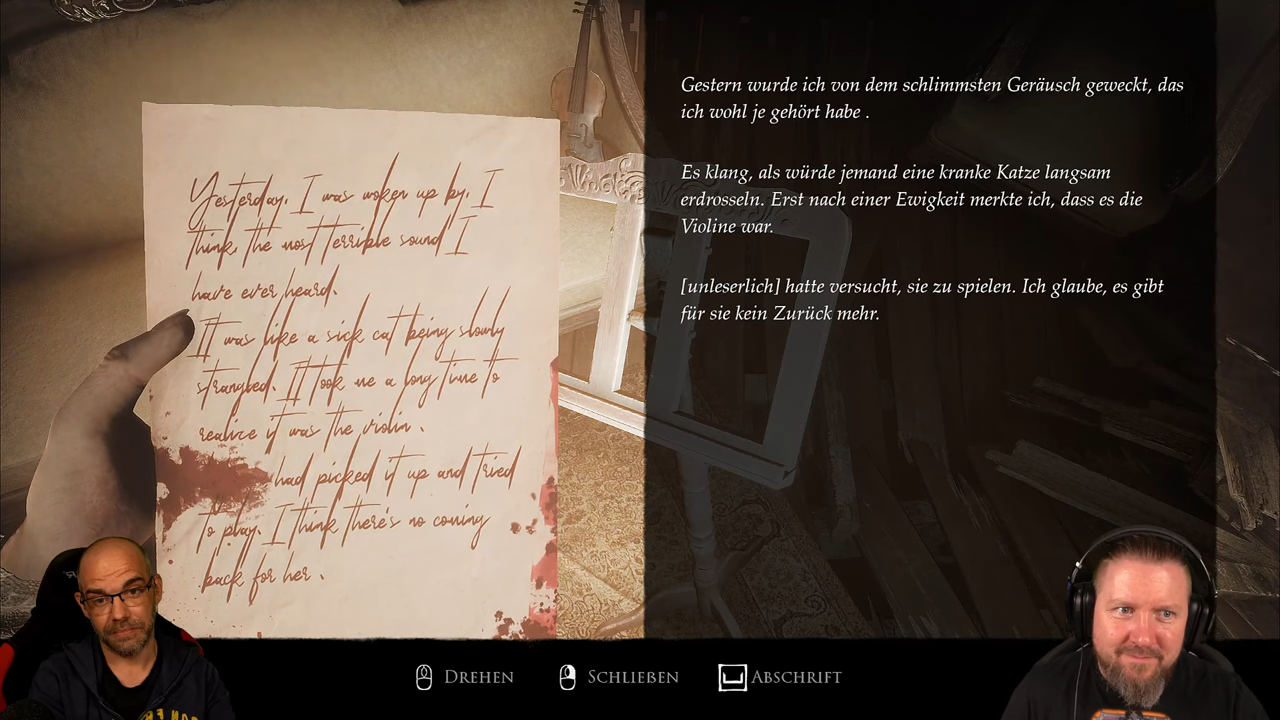 Yesterday, I was woken up by, I
think, the most terrible sound I
have ever heard.
It was like a sick cat being slowly
strangled. It took me a long time to
realize it was the violin.
had picked it up and tried
to play. I think there's no coming
back for her.
Gestern wurde ich von dem schlimmsten Geräusch geweckt, das
ich wohl je gehört habe .
Es klang, als würde jemand eine kranke Katze langsam
erdrosseln. Erst nach einer Ewigkeit merkte ich, dass es die
Violine war.
[unleserlich] hatte versucht, sie zu spielen. Ich glaube, es gibt
für sie kein Zurück mehr.
DREHEN
SCHLIEßEN
ABSCHRIFT